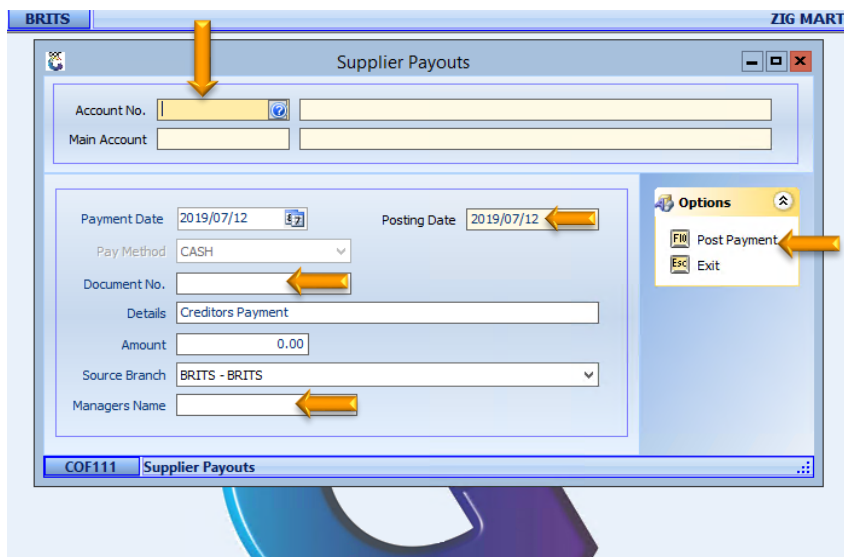 BRITS ZIG MART
Supplier Payouts
Account No.
Main Account
Payment Date 2019/07/12 Posting Date 2019/07/12
Pay Method CASH
Document No.
Details Creditors Payment
Amount 0.00
Source Branch BRITS - BRITS
Managers Name
Options
F10 Post Payment
Esc Exit
COF111 Supplier Payouts